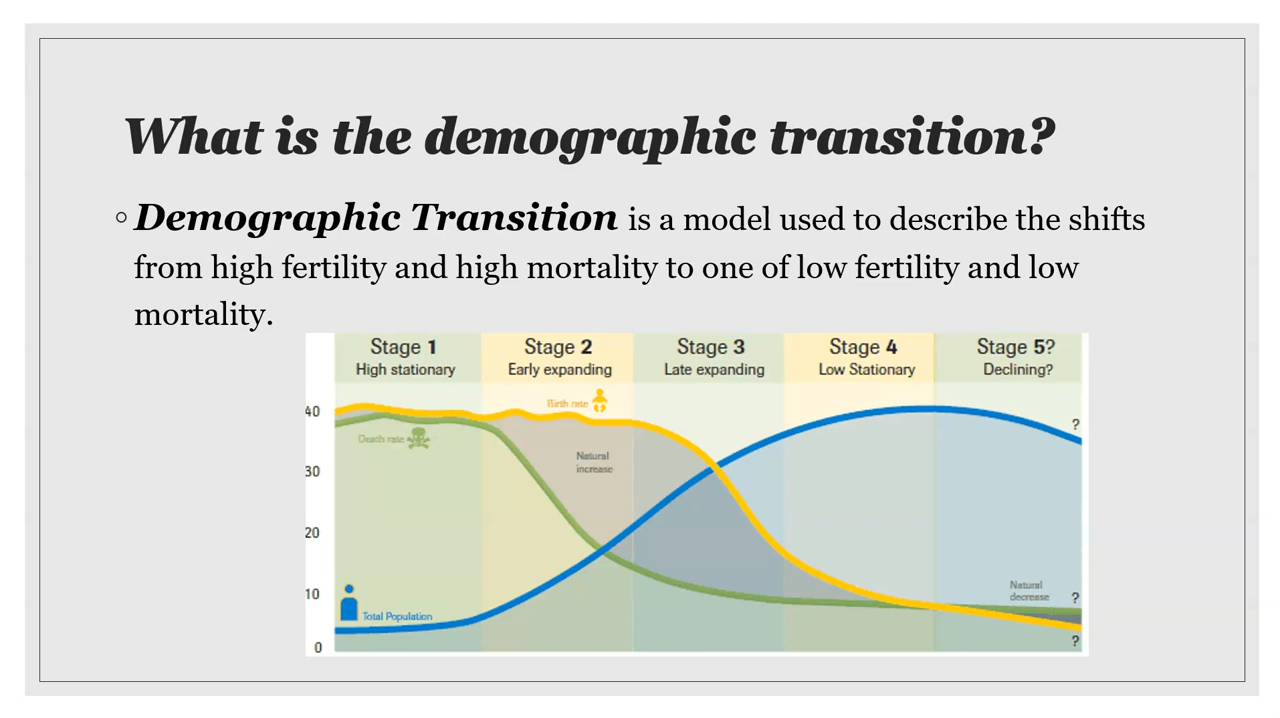 What is the demographic transition?
◦ Demographic Transition is a model used to describe the shifts
from high fertility and high mortality to one of low fertility and low
mortality.
Stage 1 Stage 2 Stage 3 Stage 4 Stage 5?
High stationary Early expanding Late expanding Low Stationary Declining?
Birth rate
40
?
Death rate
Natural
increase
30
20
Natural
decrease
10
?
Total Population
?
0